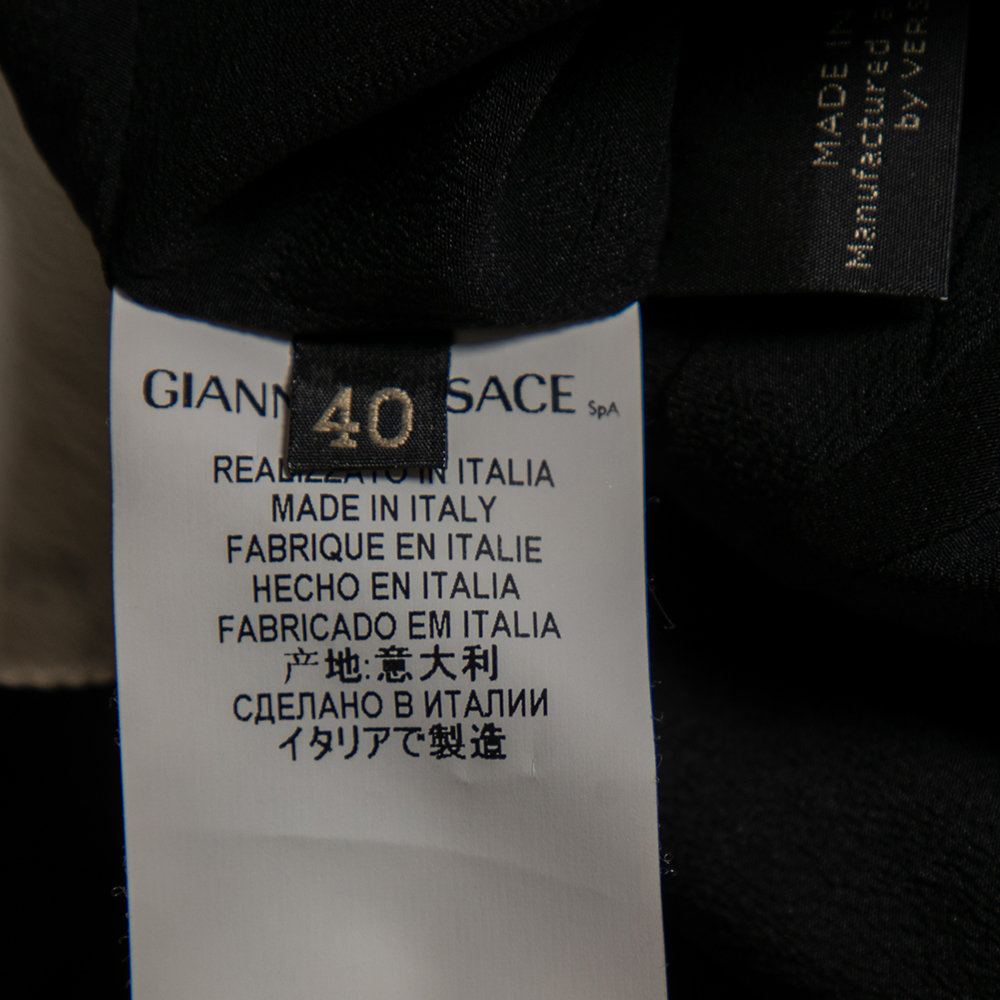 MADE IN
Manufactured
by VERS
GIANN SACE SpA
40
REALIZZATO IN ITALIA
MADE IN ITALY
FABRIQUE EN ITALIE
HECHO EN ITALIA
FABRICADO EM ITALIA
产地:意大利
СДЕЛАНО В ИТАЛИИ
イタリアで製造